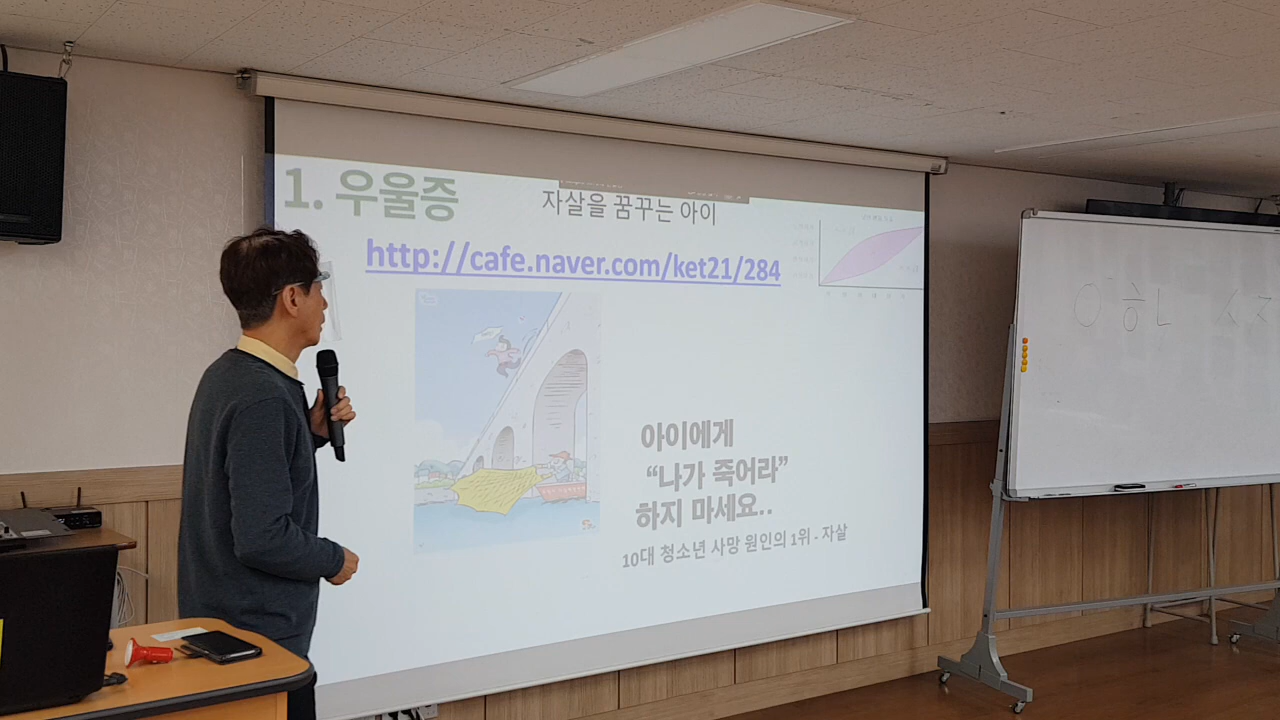 1. 우울증
자살을 꿈꾸는 아이
http://cafe.naver.com/ket21/284
아이에게
“나가 죽어라”
하지 마세요..
10대 청소년 사망 원인의 1위 - 자살
ㅇ ㅎ ㄴ ㅅ ㅈ